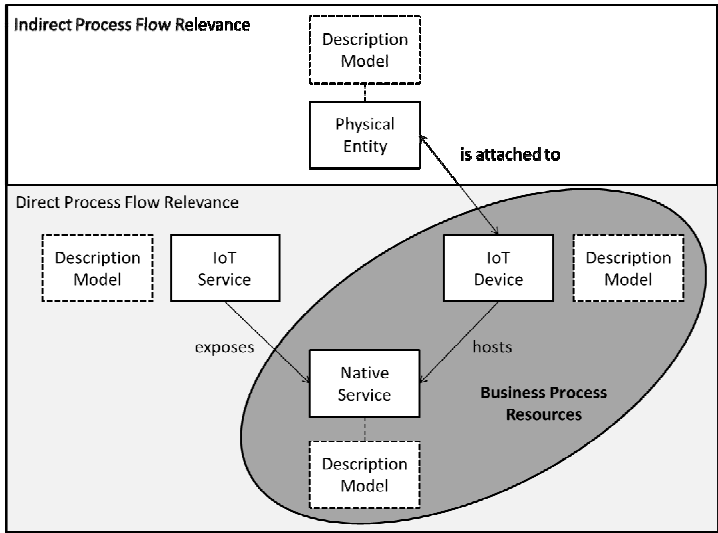 Indirect Process Flow Relevance
Description
Model
Physical
Entity
is attached to
Direct Process Flow Relevance
Description
Model
IoT
Service
IoT
Device
Description
Model
exposes
hosts
Native
Service
Business Process
Resources
Description
Model